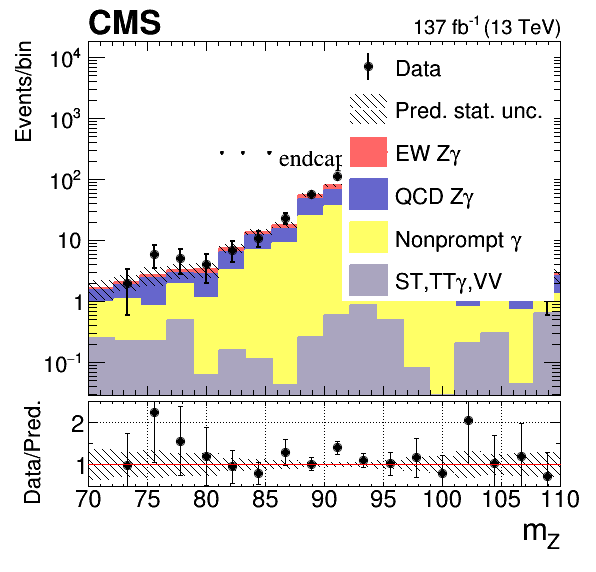 CMS 137 fb⁻¹ (13 TeV)
Events/bin
10⁴
10³
10²
10
1
10⁻¹
Data
Pred. stat. unc.
endcap
EW Zγ
QCD Zγ
Nonprompt γ
ST,TTγ,VV
Data/Pred.
2
1
70 75 80 85 90 95 100 105 110
m_Z